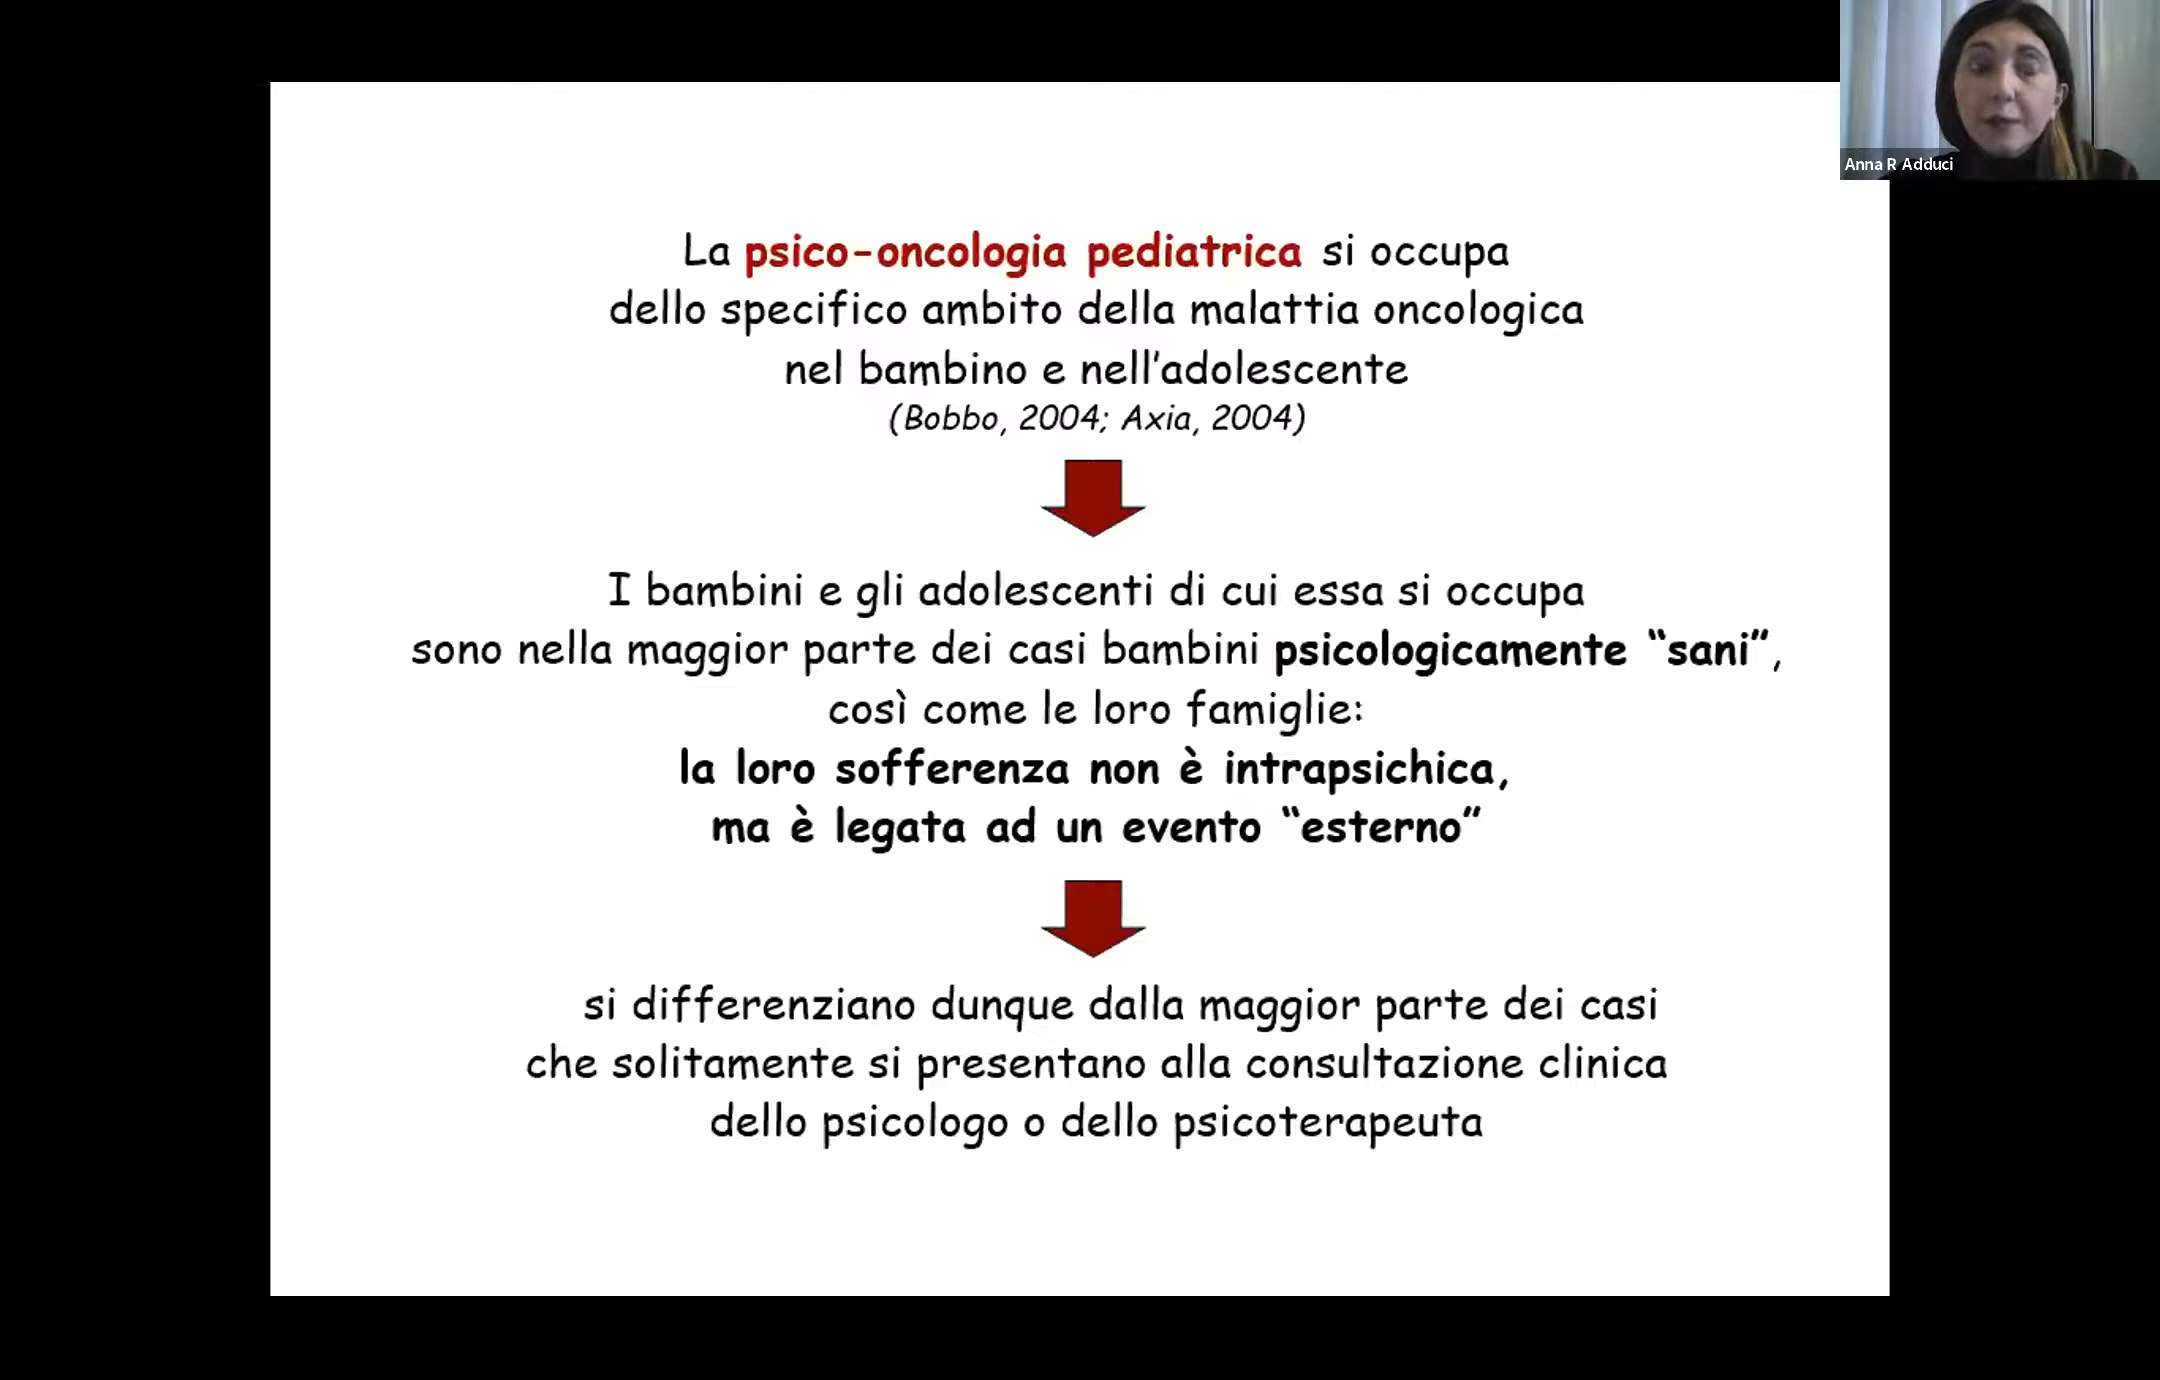 Anna R Adduci
La psico-oncologia pediatrica si occupa
dello specifico ambito della malattia oncologica
nel bambino e nell'adolescente
(Bobbo, 2004; Axia, 2004)
I bambini e gli adolescenti di cui essa si occupa
sono nella maggior parte dei casi bambini psicologicamente “sani”,
così come le loro famiglie:
la loro sofferenza non è intrapsichica,
ma è legata ad un evento “esterno”
si differenziano dunque dalla maggior parte dei casi
che solitamente si presentano alla consultazione clinica
dello psicologo o dello psicoterapeuta